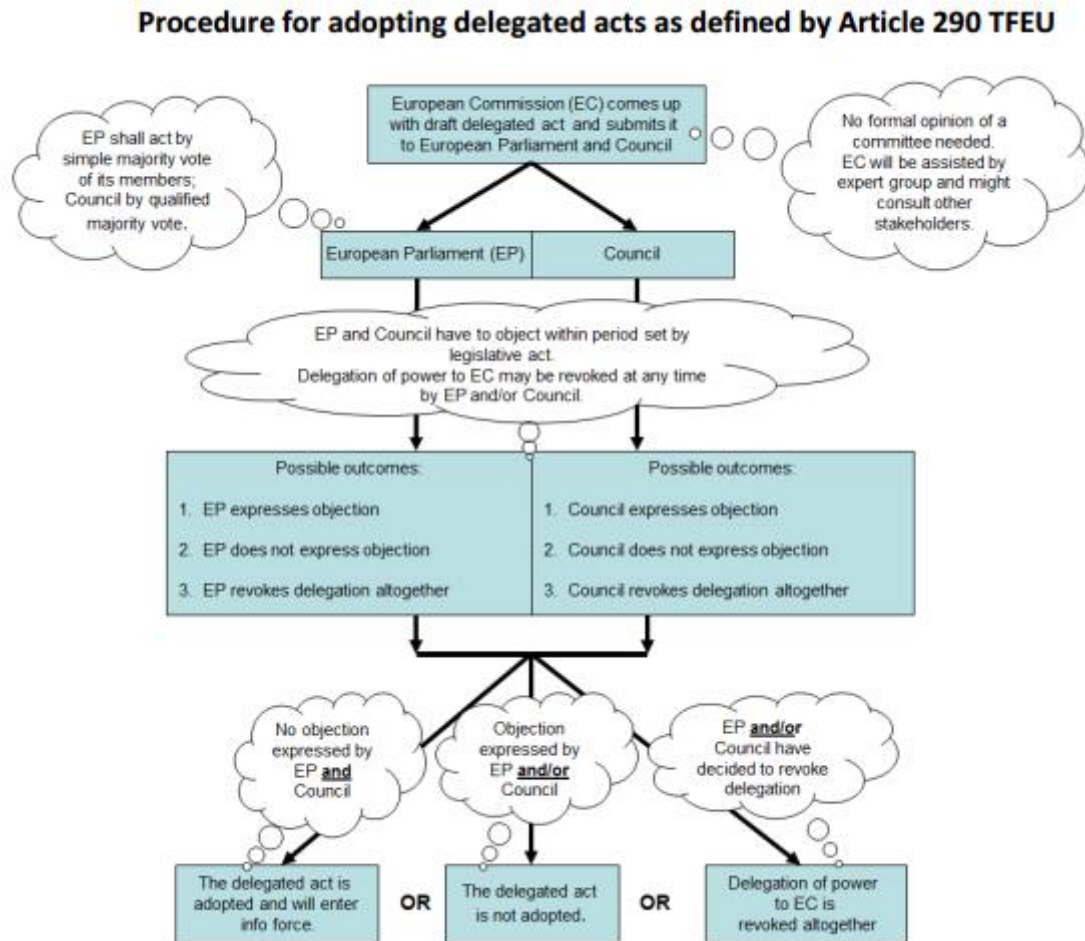 Procedure for adopting delegated acts as defined by Article 290 TFEU
European Commission (EC) comes up
with draft delegated act and submits it
to European Parliament and Council
EP shall act by
simple majority vote
of its members;
Council by qualified
majority vote.
No formal opinion of a
committee needed.
EC will be assisted by
expert group and might
consult other
stakeholders.
European Parliament (EP)
Council
EP and Council have to object within period set by
legislative act.
Delegation of power to EC may be revoked at any time
by EP and/or Council.
Possible outcomes:
1. EP expresses objection
2. EP does not express objection
3. EP revokes delegation altogether
Possible outcomes:
1. Council expresses objection
2. Council does not express objection
3. Council revokes delegation altogether
No objection
expressed by
EP and
Council
Objection
expressed by
EP and/or
Council
EP and/or
Council have
decided to revoke
delegation
The delegated act is
adopted and will enter
info force.
OR
The delegated act
is not adopted.
OR
Delegation of power
to EC is
revoked altogether